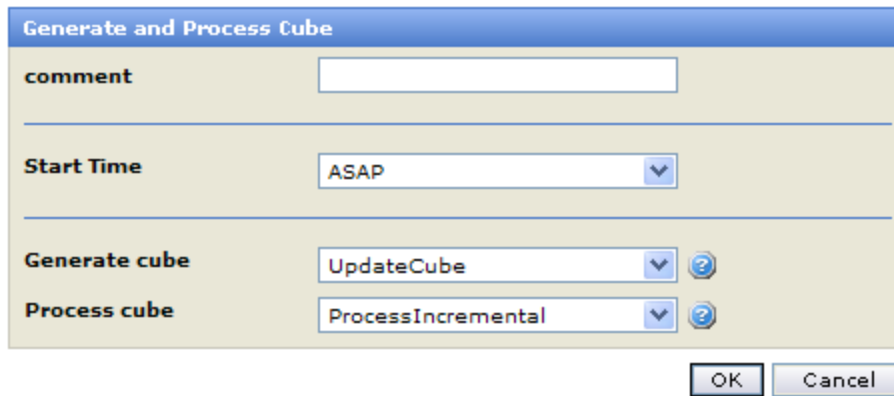 Generate and Process Cube
comment
Start Time ASAP
Generate cube UpdateCube ?
Process cube ProcessIncremental ?
OK Cancel